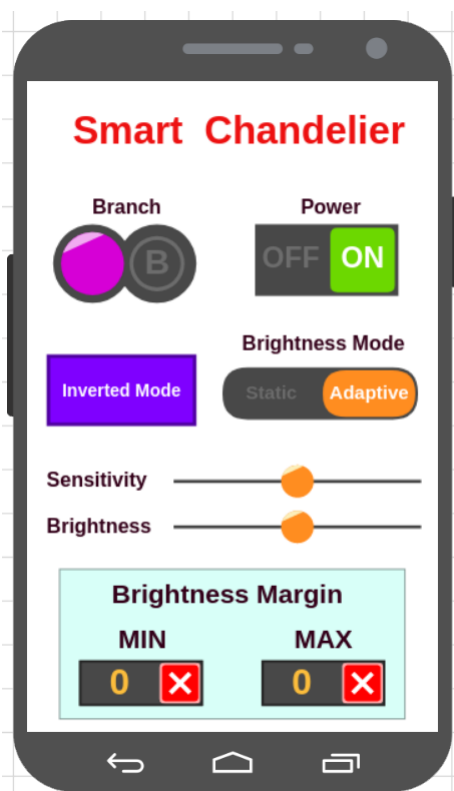 Smart Chandelier
Branch
Power
B
OFF ON
Brightness Mode
Inverted Mode
Static Adaptive
Sensitivity
Brightness
Brightness Margin
MIN MAX
0 0